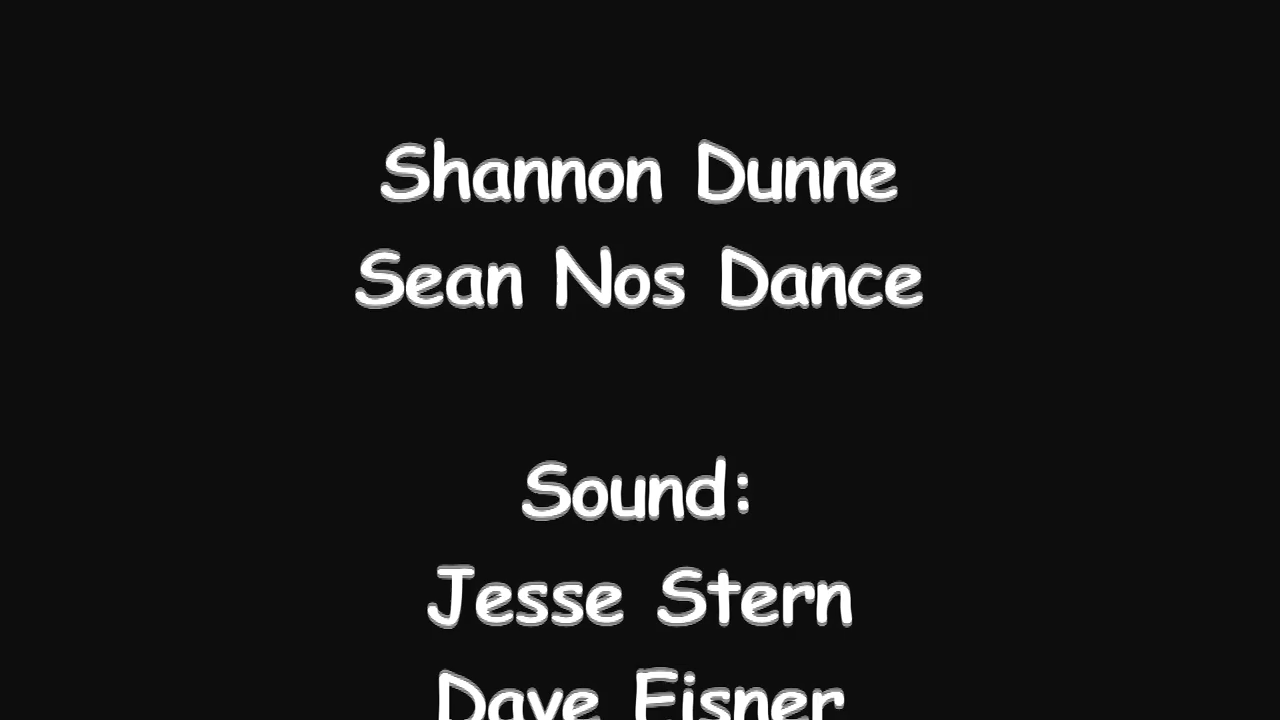 Shannon Dunne
Sean Nos Dance
Sound:
Jesse Stern
Dave Eisner